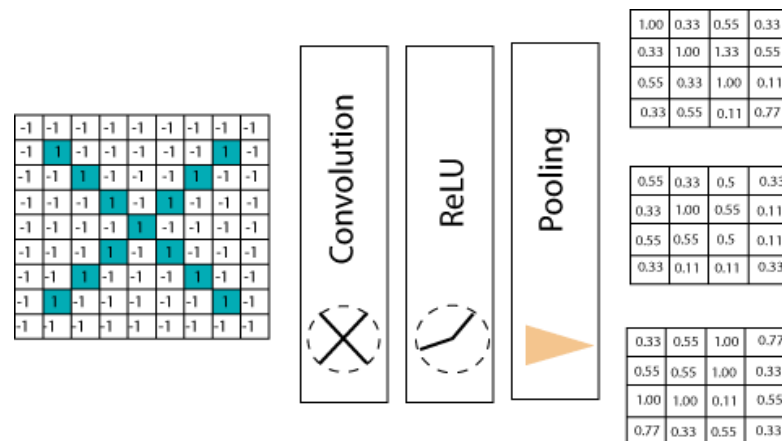 -1 -1 -1 -1 -1 -1 -1 -1 -1
-1 1 -1 -1 -1 -1 -1 1 -1
-1 -1 1 -1 -1 -1 1 -1 -1
-1 -1 -1 1 -1 1 -1 -1 -1
-1 -1 -1 -1 1 -1 -1 -1 -1
-1 -1 -1 1 -1 1 -1 -1 -1
-1 -1 1 -1 -1 -1 1 -1 -1
-1 1 -1 -1 -1 -1 -1 1 -1
-1 -1 -1 -1 -1 -1 -1 -1 -1
Convolution
ReLU
Pooling
1.00 0.33 0.55 0.33
0.33 1.00 1.33 0.55
0.55 0.33 1.00 0.11
0.33 0.55 0.11 0.77
0.55 0.33 0.5 0.33
0.33 1.00 0.55 0.11
0.55 0.55 0.5 0.11
0.33 0.11 0.11 0.33
0.33 0.55 1.00 0.77
0.55 0.55 1.00 0.33
1.00 1.00 0.11 0.55
0.77 0.33 0.55 0.33